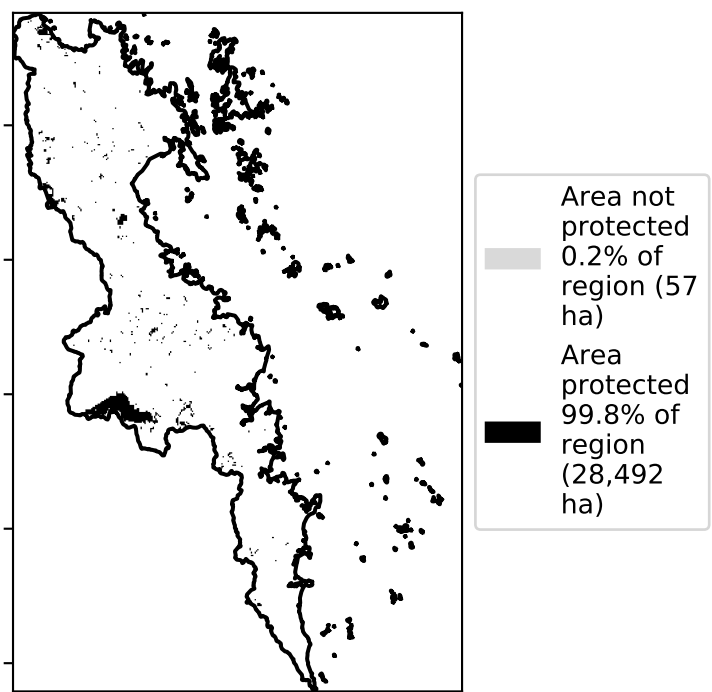 Area not
protected
0.2% of
region (57
ha)
Area
protected
99.8% of
region
(28,492
ha)